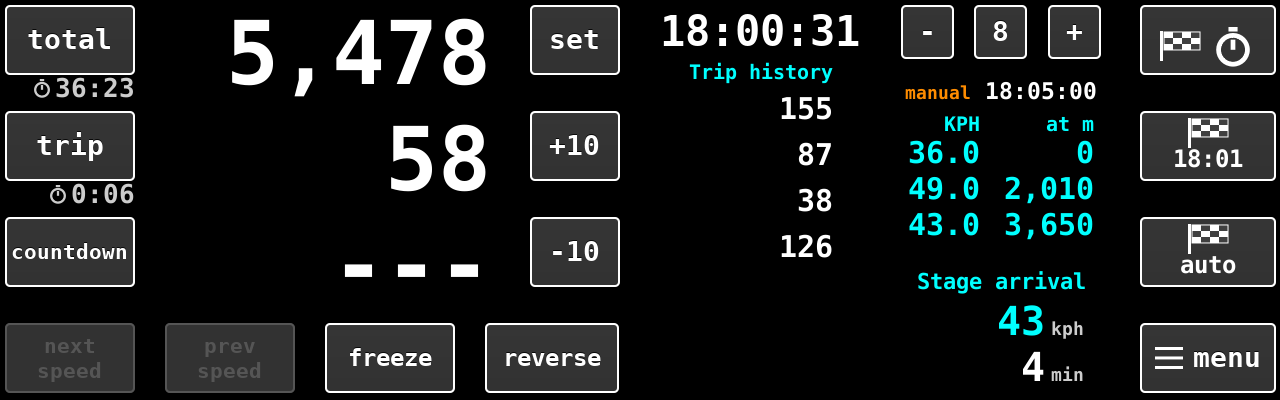 total
5,478
set
36:23
trip
58
+10
0:06
countdown
---
-10
next
speed
prev
speed
freeze
reverse
18:00:31
Trip history
155
87
38
126
- 8 +
manual 18:05:00
KPH at m
36.0 0
49.0 2,010
43.0 3,650
Stage arrival
43 kph
4 min
18:01
auto
menu